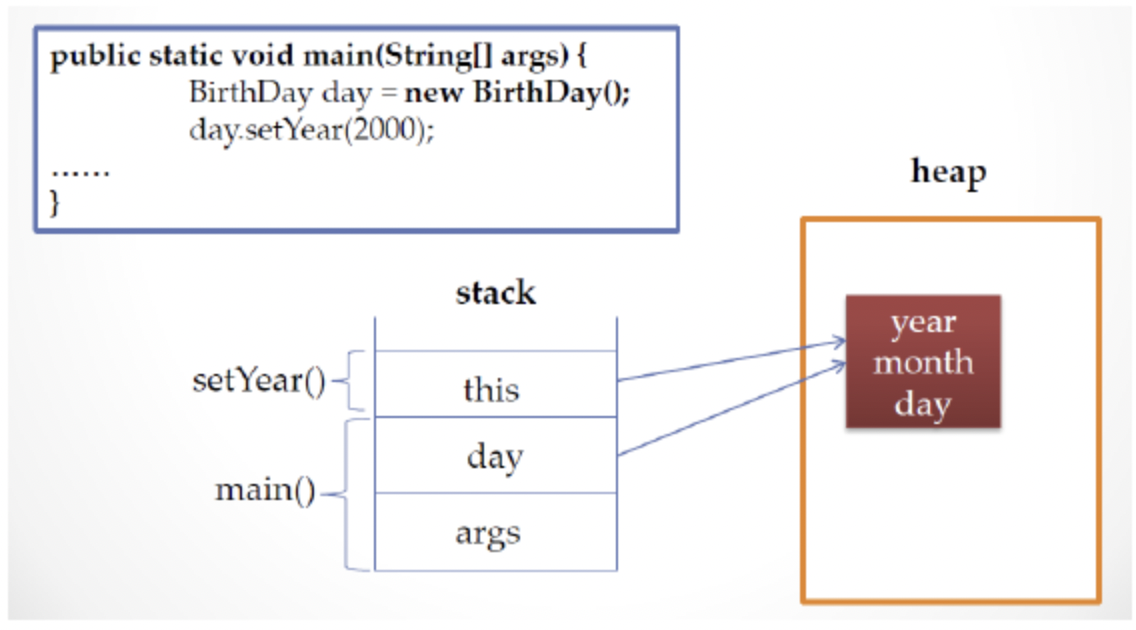 public static void main(String[] args) {
BirthDay day = new BirthDay();
day.setYear(2000);
......
}
heap
stack
year
month
day
setYear()
this
day
main()
args